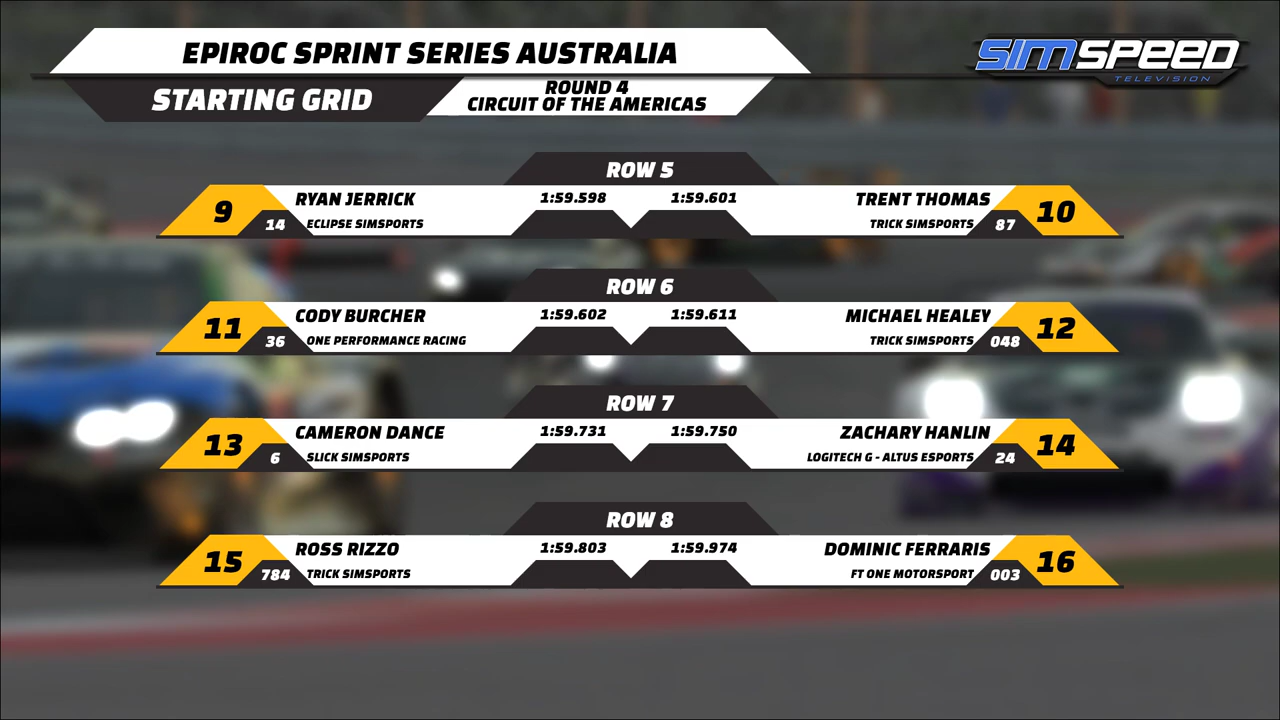 EPIROC SPRINT SERIES AUSTRALIA
SIMSPEED
TELEVISION
STARTING GRID
ROUND 4
CIRCUIT OF THE AMERICAS
ROW 5
9 RYAN JERRICK 1:59.598 1:59.601 TRENT THOMAS 10
14 ECLIPSE SIMSPORTS TRICK SIMSPORTS 87
ROW 6
11 CODY BURCHER 1:59.602 1:59.611 MICHAEL HEALEY 12
36 ONE PERFORMANCE RACING TRICK SIMSPORTS 048
ROW 7
13 CAMERON DANCE 1:59.731 1:59.750 ZACHARY HANLIN 14
6 SLICK SIMSPORTS LOGITECH G - ALTUS ESPORTS 24
ROW 8
15 ROSS RIZZO 1:59.803 1:59.974 DOMINIC FERRARIS 16
784 TRICK SIMSPORTS FT ONE MOTORSPORT 003